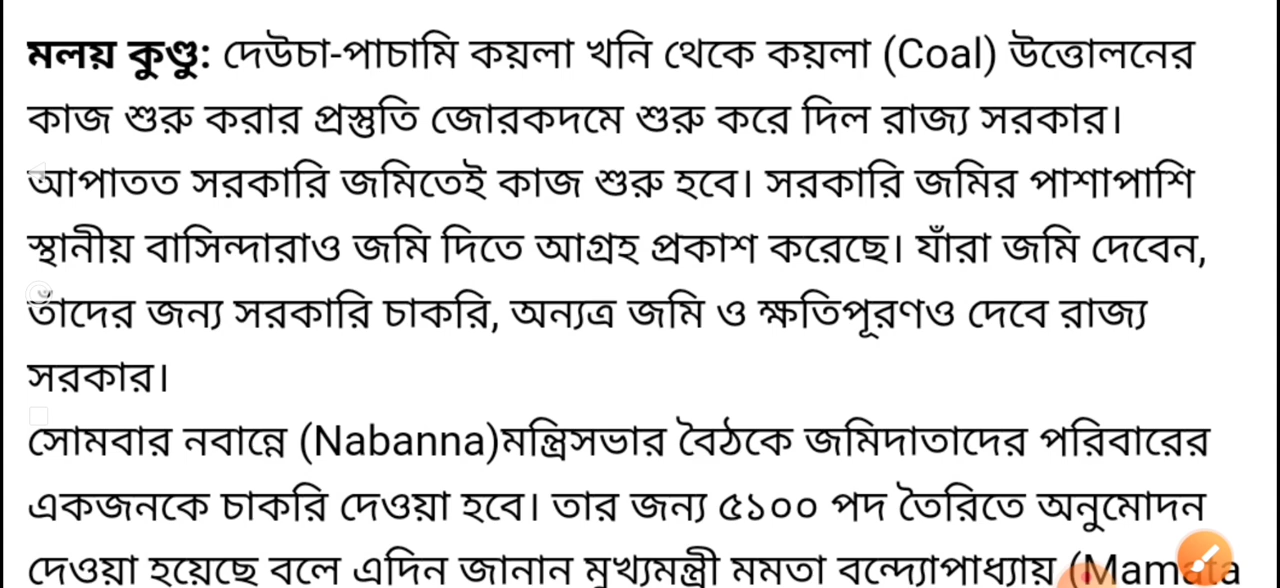 মলয় কুণ্ডু: দেউচা-পাচামি কয়লা খনি থেকে কয়লা (Coal) উত্তোলনের
কাজ শুরু করার প্রস্তুতি জোরকদমে শুরু করে দিল রাজ্য সরকার।
আপাতত সরকারি জমিতেই কাজ শুরু হবে। সরকারি জমির পাশাপাশি
স্থানীয় বাসিন্দারাও জমি দিতে আগ্রহ প্রকাশ করেছে। যাঁরা জমি দেবেন,
তাঁদের জন্য সরকারি চাকরি, অন্যত্র জমি ও ক্ষতিপূরণও দেবে রাজ্য
সরকার।
সোমবার নবান্নে (Nabanna)মন্ত্রিসভার বৈঠকে জমিদাতাদের পরিবারের
একজনকে চাকরি দেওয়া হবে। তার জন্য ৫১০০ পদ তৈরিতে অনুমোদন
দেওয়া হয়েছে বলে এদিন জানান মুখ্যমন্ত্রী মমতা বন্দ্যোপাধ্যায় (Mamata